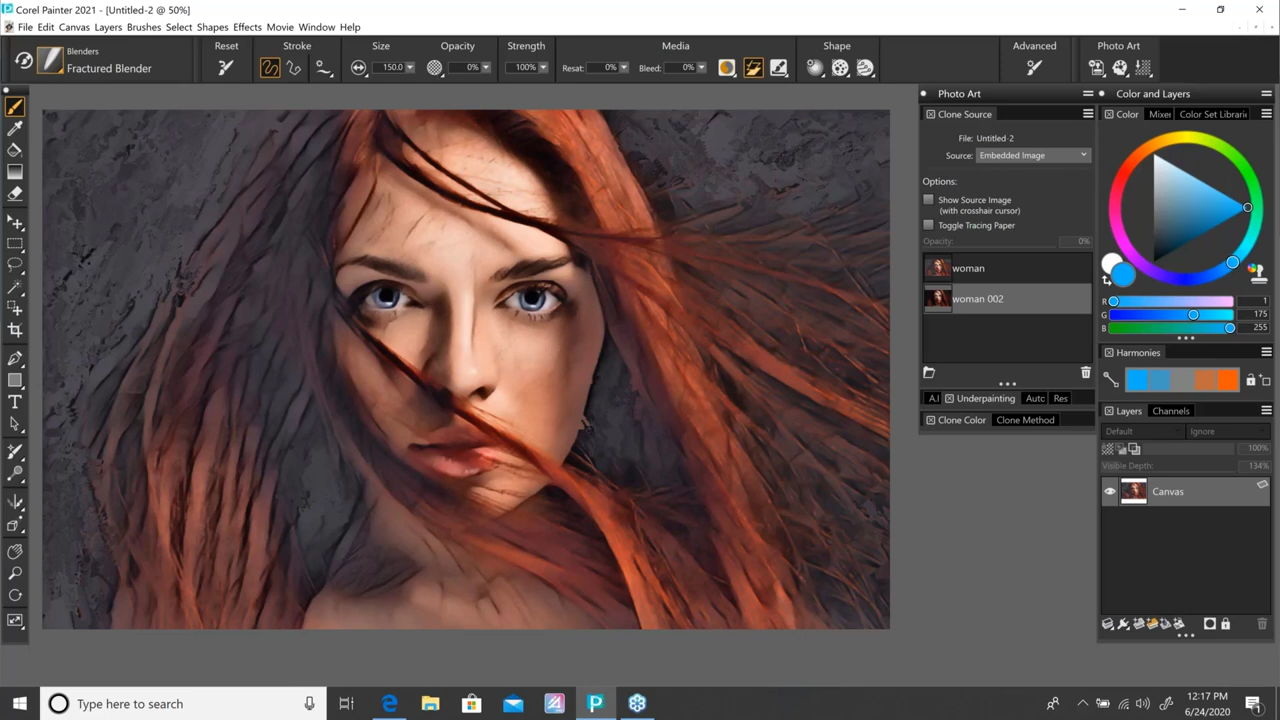 Corel Painter 2021 - [Untitled-2 @ 50%]
File Edit Canvas Layers Brushes Select Shapes Effects Movie Window Help
Reset Stroke Size Opacity Strength Media Shape Advanced Photo Art
Blenders
Fractured Blender
150.0 0% 100% Resat: 0% Bleed: 0%
Photo Art
Color and Layers
Clone Source
Color Mixe Color Set Librari
File: Untitled-2
Source: Embedded Image
Options:
Show Source Image
(with crosshair cursor)
Toggle Tracing Paper
Opacity: 0%
woman
woman 002
R 1
G 175
B 255
Harmonies
A.I Underpainting Autc Res
Clone Color Clone Method
Layers Channels
Default Ignore
100%
Visible Depth: 134%
Canvas
Type here to search
12:17 PM
6/24/2020
1